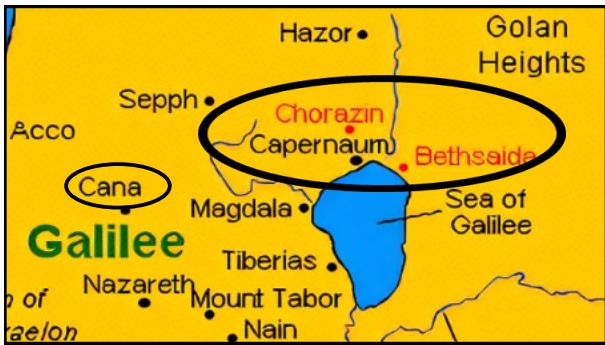 Hazor
Golan
Heights
Sepph
Chorazin
Acco
Capernaum
Bethsaida
Cana
Magdala
Sea of
Galilee
Galilee
Tiberias
Nazareth
Mount Tabor
n of
raelon
Nain